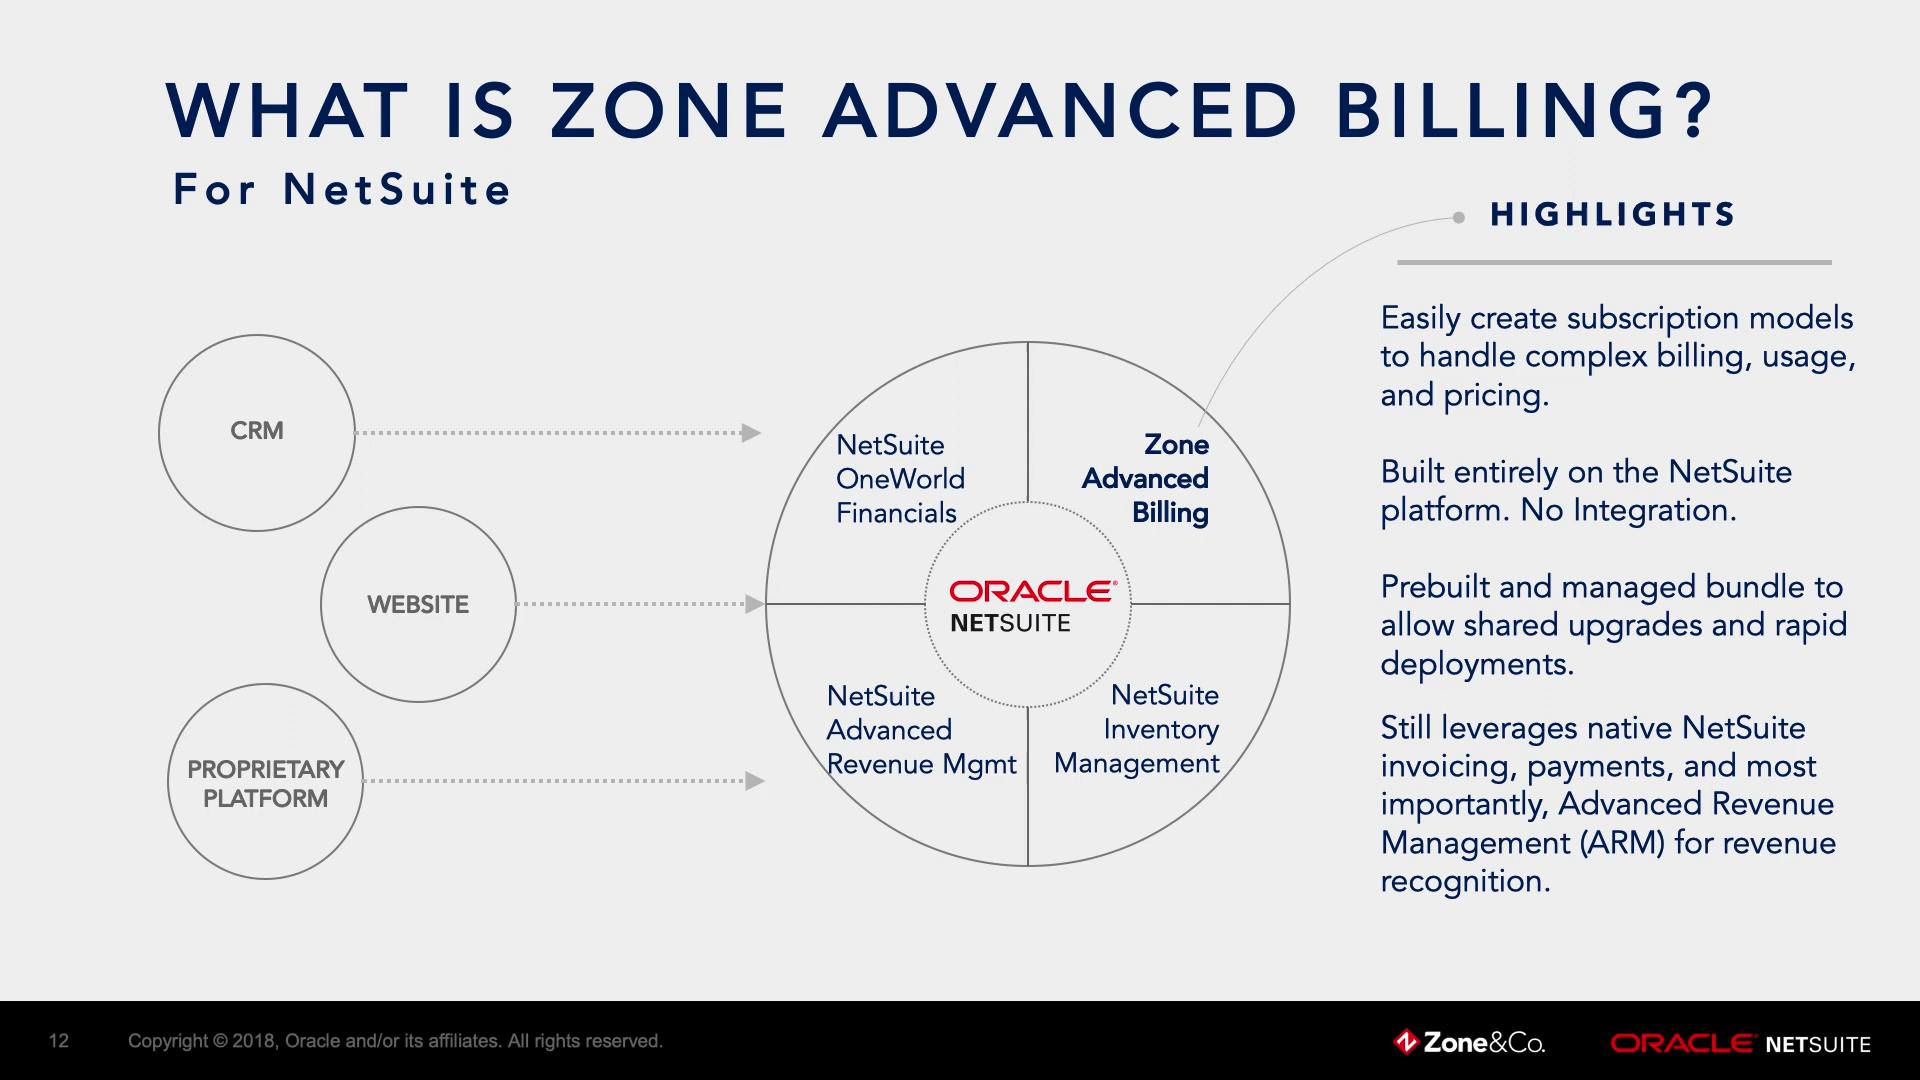 WHAT IS ZONE ADVANCED BILLING?
For NetSuite
HIGHLIGHTS
CRM
WEBSITE
PROPRIETARY
PLATFORM
NetSuite
OneWorld
Financials
Zone
Advanced
Billing
ORACLE®
NETSUITE
NetSuite
Advanced
Revenue Mgmt
NetSuite
Inventory
Management
Easily create subscription models
to handle complex billing, usage,
and pricing.
Built entirely on the NetSuite
platform. No Integration.
Prebuilt and managed bundle to
allow shared upgrades and rapid
deployments.
Still leverages native NetSuite
invoicing, payments, and most
importantly, Advanced Revenue
Management (ARM) for revenue
recognition.
12
Copyright © 2018, Oracle and/or its affiliates. All rights reserved.
Zone&Co.
ORACLE® NETSUITE